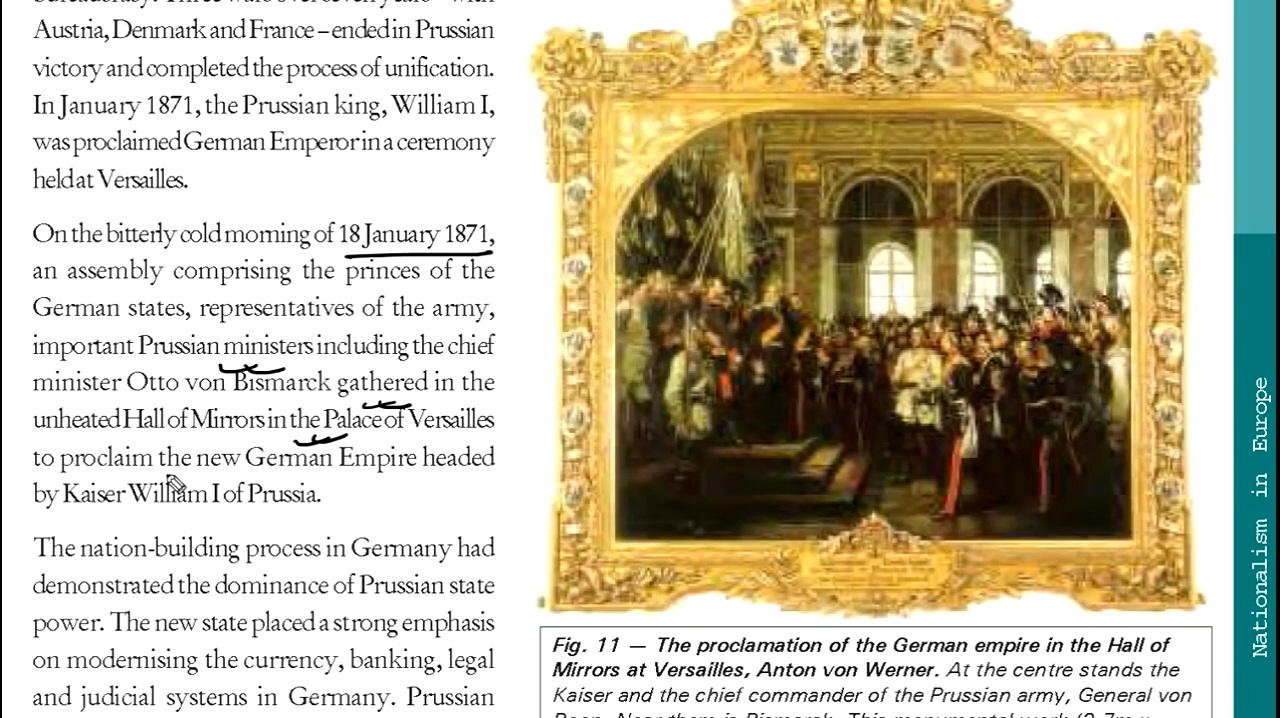 Austria, Denmark and France – ended in Prussian
victory and completed the process of unification.
In January 1871, the Prussian king, William I,
was proclaimed German Emperor in a ceremony
held at Versailles.
On the bitterly cold morning of 18 January 1871,
an assembly comprising the princes of the
German states, representatives of the army,
important Prussian ministers including the chief
minister Otto von Bismarck gathered in the
unheated Hall of Mirrors in the Palace of Versailles
to proclaim the new German Empire headed
by Kaiser William I of Prussia.
The nation-building process in Germany had
demonstrated the dominance of Prussian state
power. The new state placed a strong emphasis
on modernising the currency, banking, legal
and judicial systems in Germany. Prussian
Fig. 11 — The proclamation of the German empire in the Hall of
Mirrors at Versailles, Anton von Werner. At the centre stands the
Kaiser and the chief commander of the Prussian army, General von
Nationalism in Europe